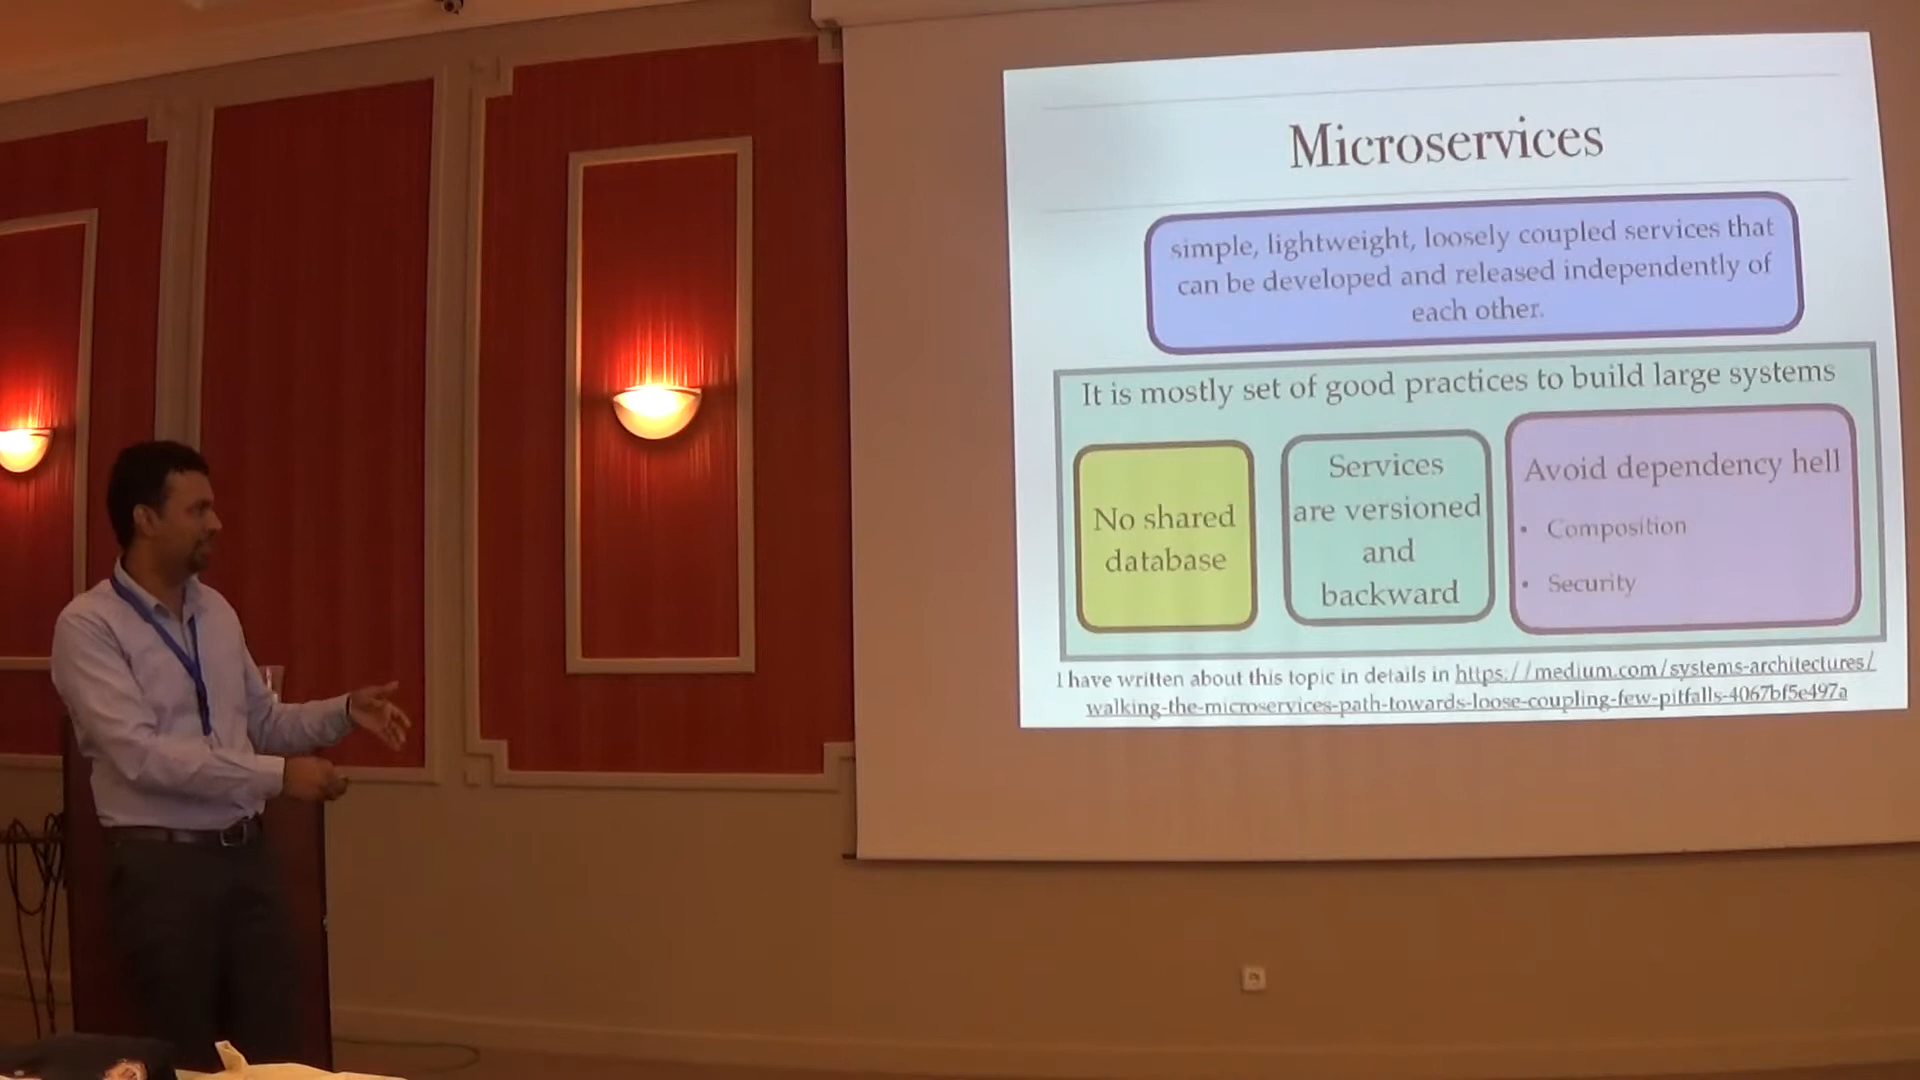 Microservices
simple, lightweight, loosely coupled services that
can be developed and released independently of
each other.
It is mostly set of good practices to build large systems
No shared
database
Services
are versioned
and
backward
Avoid dependency hell
• Composition
• Security
I have written about this topic in details in https://medium.com/systems-architectures/
walking-the-microservices-path-towards-loose-coupling-few-pitfalls-4067bf5e497a